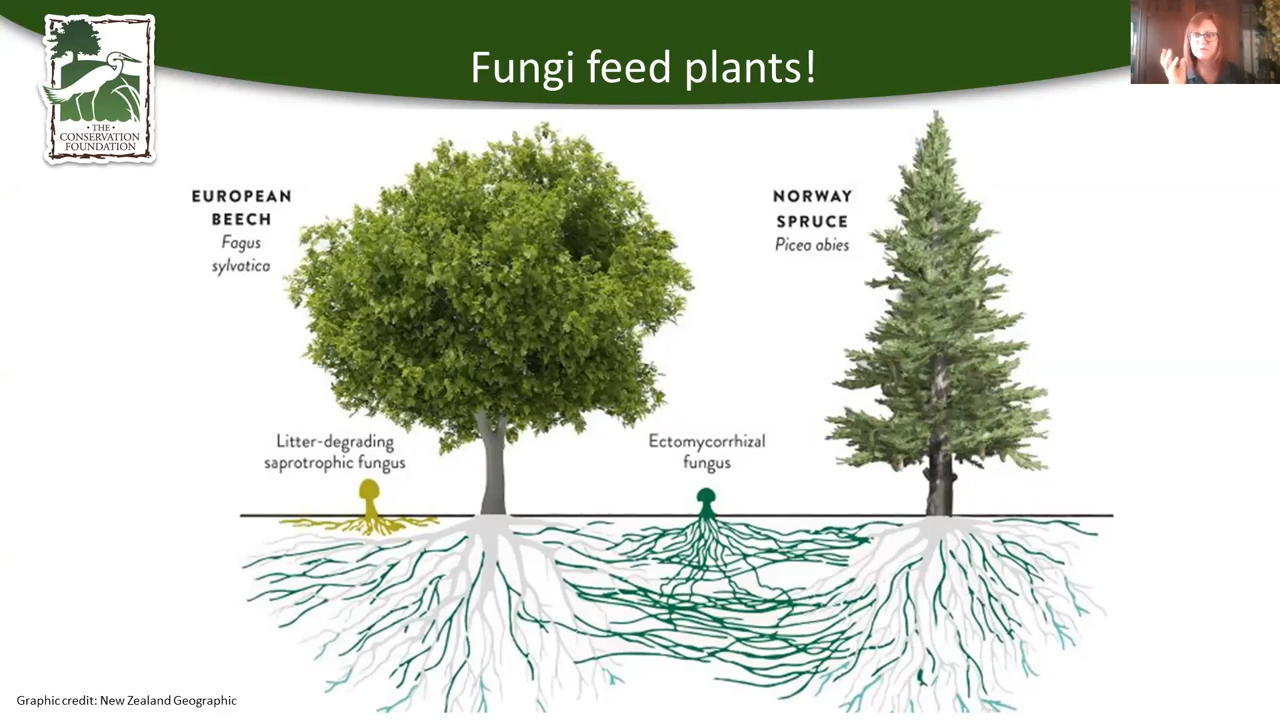 Fungi feed plants!
• THE •
CONSERVATION
FOUNDATION
EUROPEAN
BEECH
Fagus
sylvatica
NORWAY
SPRUCE
Picea abies
Litter-degrading
saprotrophic fungus
Ectomycorrhizal
fungus
Graphic credit: New Zealand Geographic